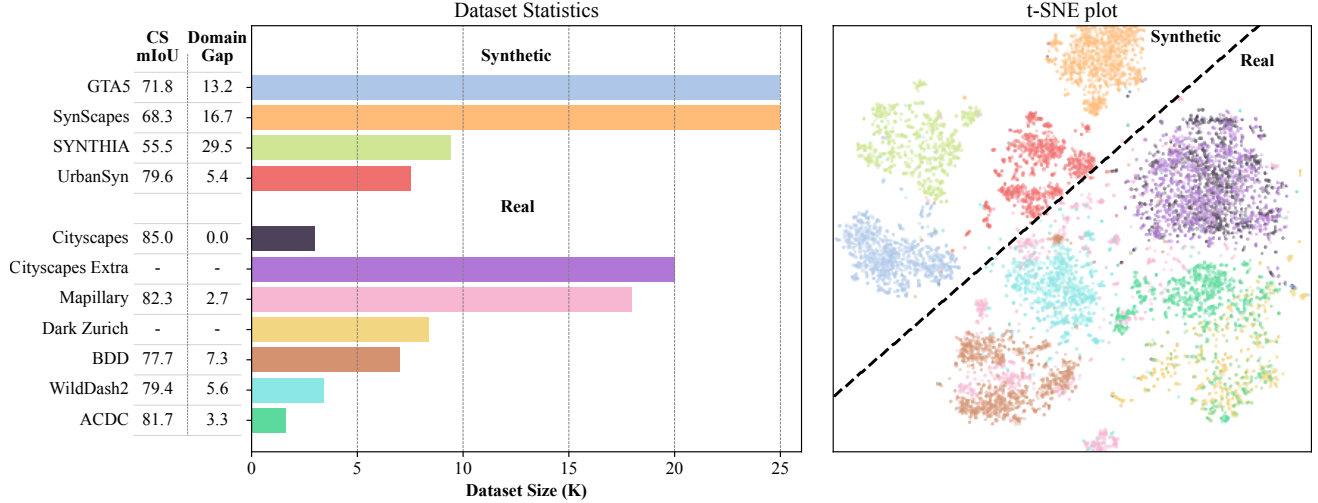 Dataset Statistics
CS mIoU
Domain Gap
Synthetic
GTA5 71.8 13.2
SynScapes 68.3 16.7
SYNTHIA 55.5 29.5
UrbanSyn 79.6 5.4
Real
Cityscapes 85.0 0.0
Cityscapes Extra - -
Mapillary 82.3 2.7
Dark Zurich - -
BDD 77.7 7.3
WildDash2 79.4 5.6
ACDC 81.7 3.3
0 5 10 15 20 25
Dataset Size (K)
t-SNE plot
Synthetic
Real